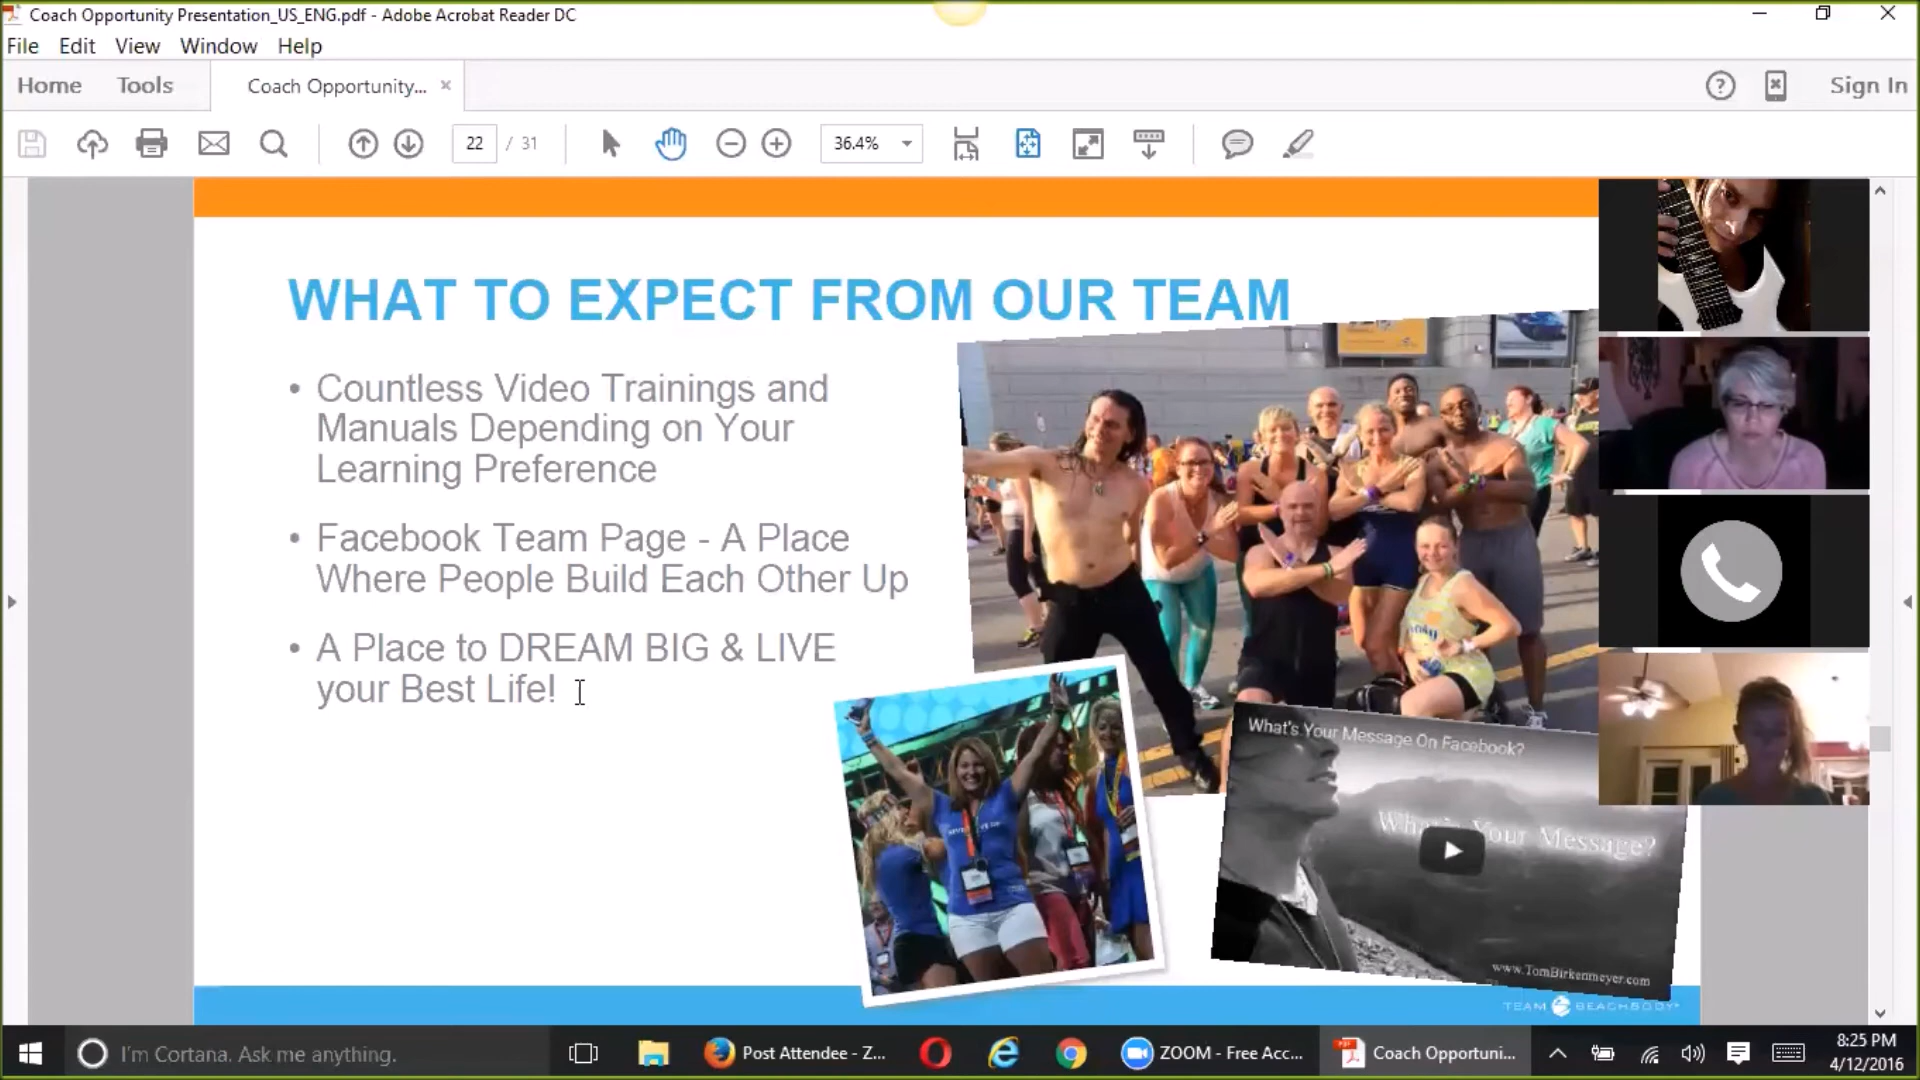 Coach Opportunity Presentation_US_ENG.pdf - Adobe Acrobat Reader DC
File Edit View Window Help
Home Tools Coach Opportunity... × Sign In
22 / 31 36.4%
WHAT TO EXPECT FROM OUR TEAM
• Countless Video Trainings and
Manuals Depending on Your
Learning Preference
• Facebook Team Page - A Place
Where People Build Each Other Up
• A Place to DREAM BIG & LIVE
your Best Life!
What's Your Message On Facebook?
What's Your Message?
www.TomBirkenmeyer.com
TEAM BEACHBODY
I'm Cortana. Ask me anything.
Post Attendee - Z...
ZOOM - Free Acc...
Coach Opportuni...
8:25 PM
4/12/2016